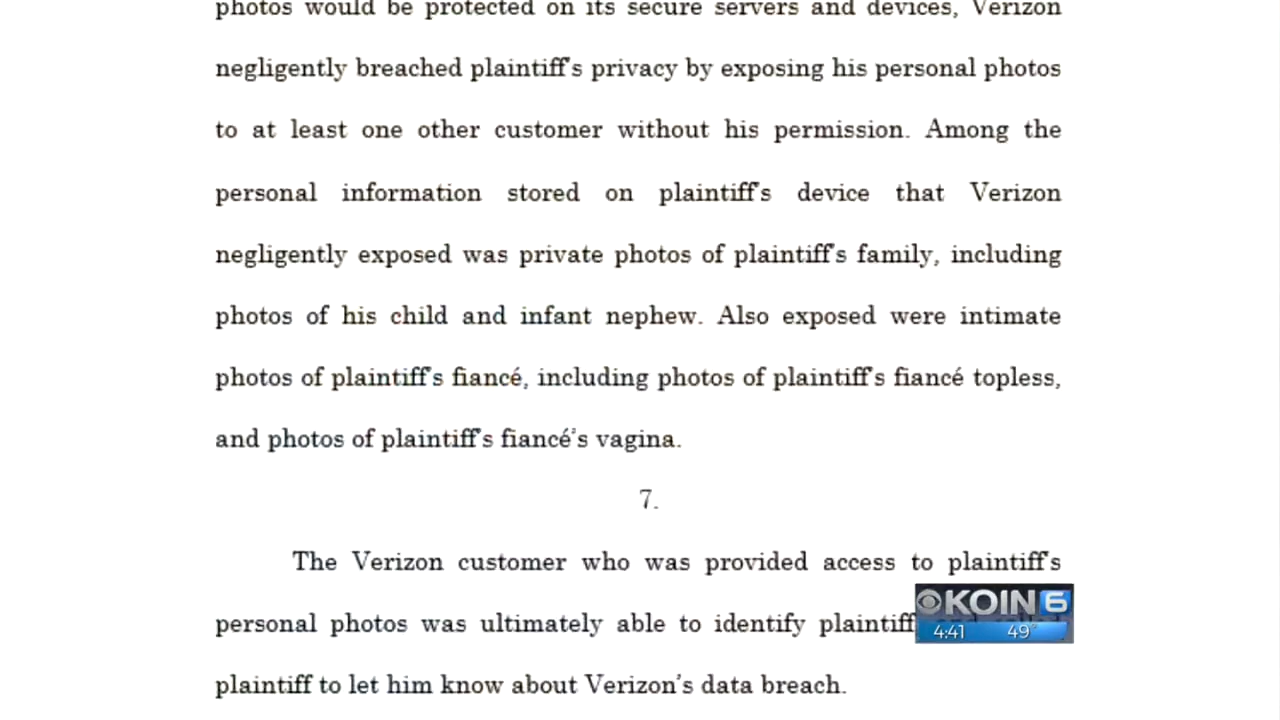 photos would be protected on its secure servers and devices, Verizon
negligently breached plaintiff's privacy by exposing his personal photos
to at least one other customer without his permission. Among the
personal information stored on plaintiff's device that Verizon
negligently exposed was private photos of plaintiff's family, including
photos of his child and infant nephew. Also exposed were intimate
photos of plaintiff's fiancé, including photos of plaintiff's fiancé topless,
and photos of plaintiff's fiancé's vagina.
7.
The Verizon customer who was provided access to plaintiff's
personal photos was ultimately able to identify plaintiff
plaintiff to let him know about Verizon's data breach.
KOIN 6
4:41 49°